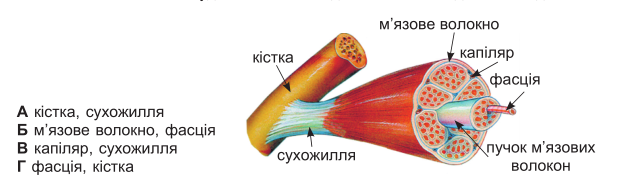 м'язове волокно
капіляр
фасція
кістка
А кістка, сухожилля
Б м'язове волокно, фасція
В капіляр, сухожилля
Г фасція, кістка
сухожилля
пучок м'язових
волокон